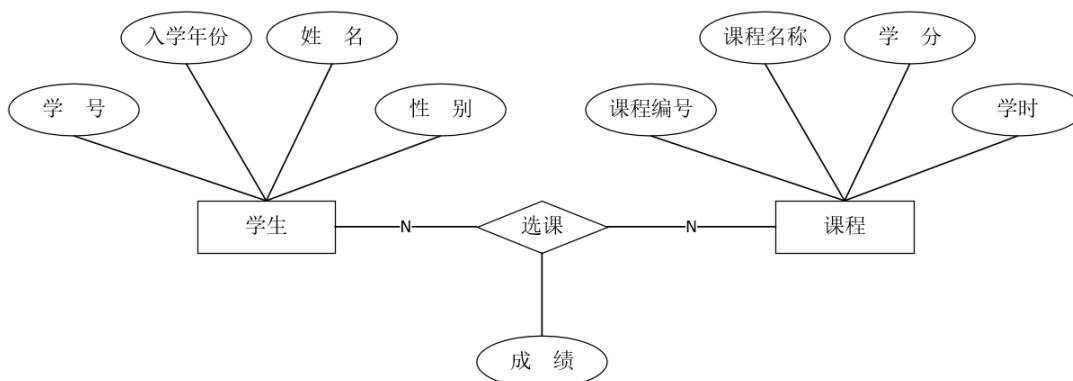 入学年份
姓 名
课程名称
学 分
学 号
性 别
课程编号
学时
学生
N
选课
N
课程
成 绩